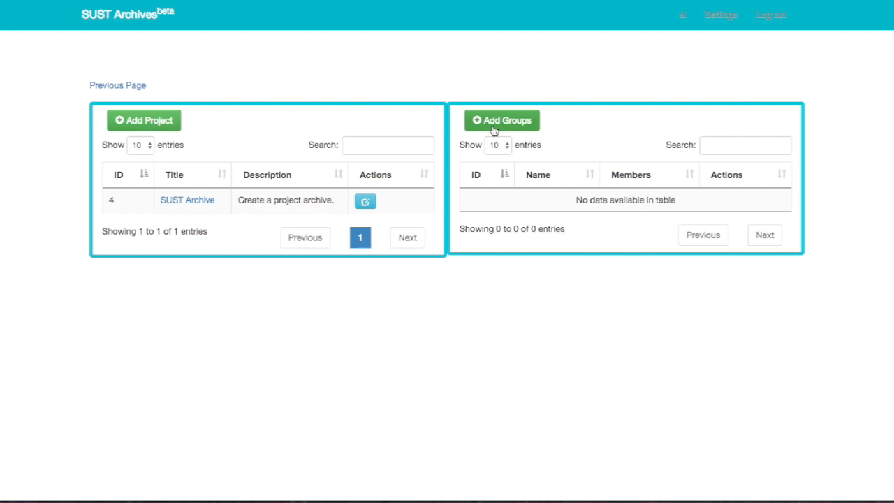 SUST Archives beta
Settings Log out
Previous Page
Add Project
Show 10 entries Search:
ID Title Description Actions
4 SUST Archive Create a project archive.
Showing 1 to 1 of 1 entries
Previous 1 Next
Add Groups
Show 10 entries Search:
ID Name Members Actions
No data available in table
Showing 0 to 0 of 0 entries
Previous Next